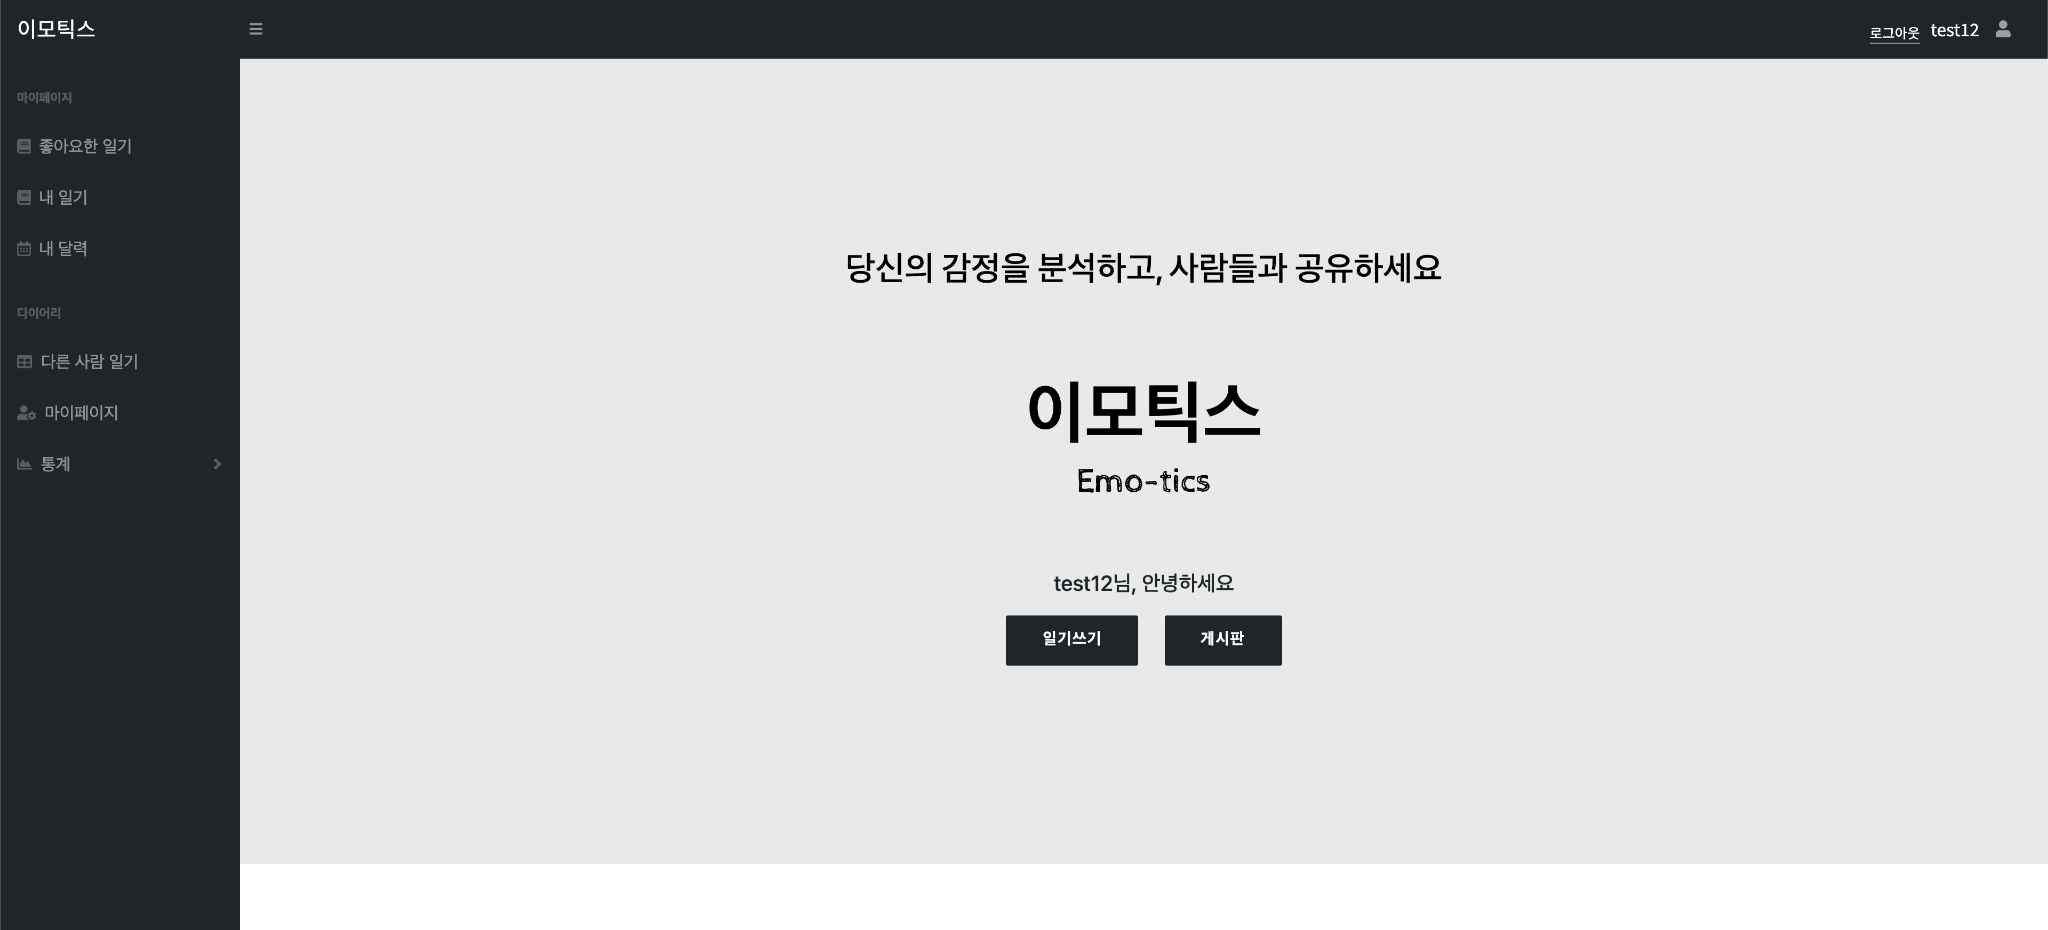 이모틱스
로그아웃 test12
마이페이지
좋아요한 일기
내 일기
내 달력
다이어리
다른 사람 일기
마이페이지
통계
당신의 감정을 분석하고, 사람들과 공유하세요
이모틱스
Emo-tics
test12님, 안녕하세요
일기쓰기 게시판